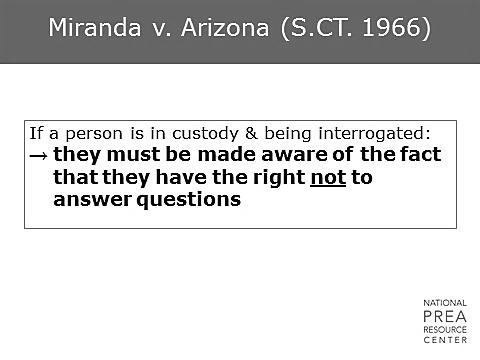 Miranda v. Arizona (S.CT. 1966)
If a person is in custody & being interrogated:
→ they must be made aware of the fact
that they have the right not to
answer questions
NATIONAL
PREA
RESOURCE
CENTER